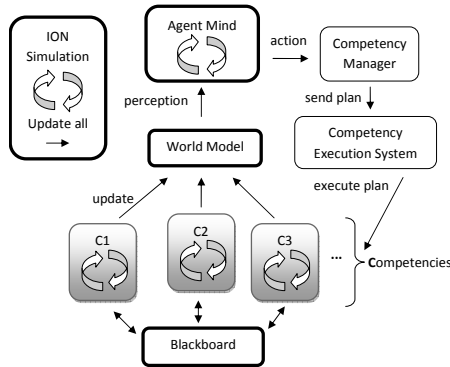 ION
Simulation
Update all
Agent Mind
action
Competency
Manager
perception
send plan
World Model
Competency
Execution System
update
execute plan
C1
C2
C3
...
Competencies
Blackboard